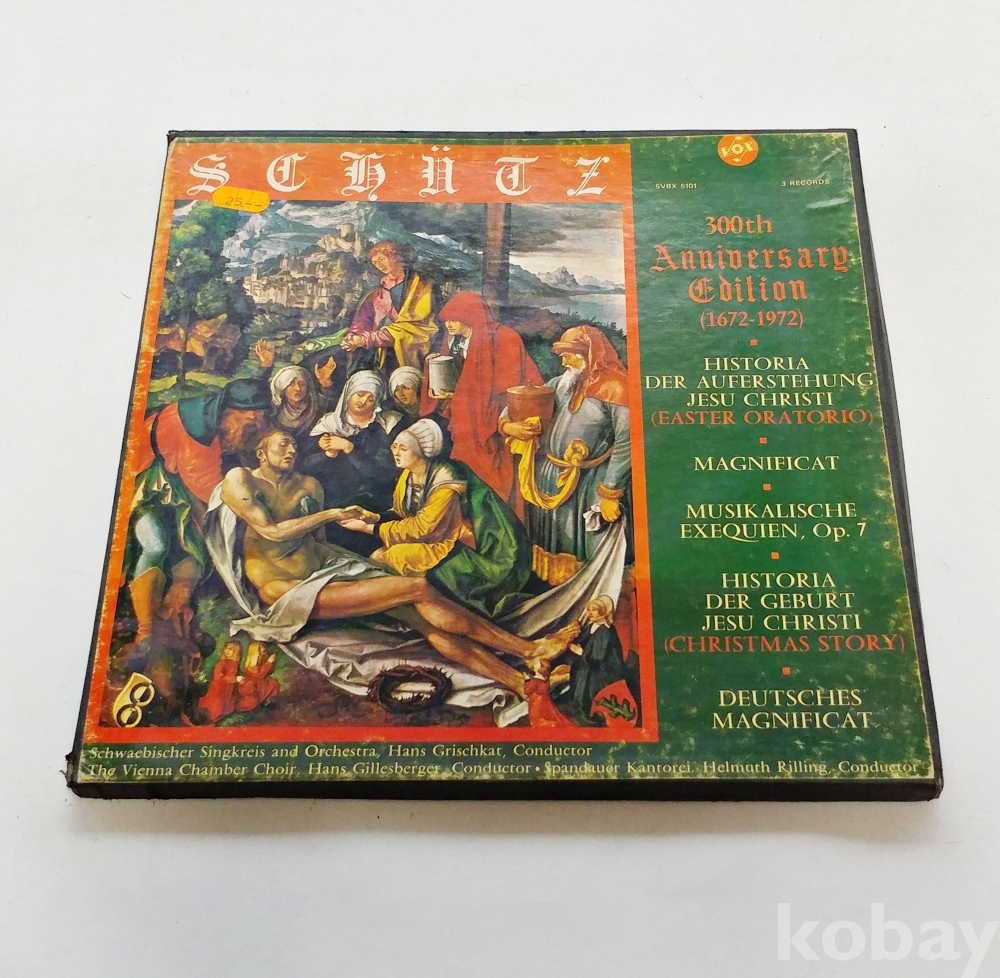 SCHÜTZ
25.--
VOX
SVBX 5101
3 RECORDS
300th
Anniversary
Edition
(1672-1972)
HISTORIA
DER AUFERSTEHUNG
JESU CHRISTI
(EASTER ORATORIO)
MAGNIFICAT
MUSIKALISCHE
EXEQUIEN, Op. 7
HISTORIA
DER GEBURT
JESU CHRISTI
(CHRISTMAS STORY)
DEUTSCHES
MAGNIFICAT
Schwaebischer Singkreis and Orchestra, Hans Grischkat, Conductor
The Vienna Chamber Choir, Hans Gillesberger, Conductor • Spandauer Kantorei, Helmuth Rilling, Conductor
kobay